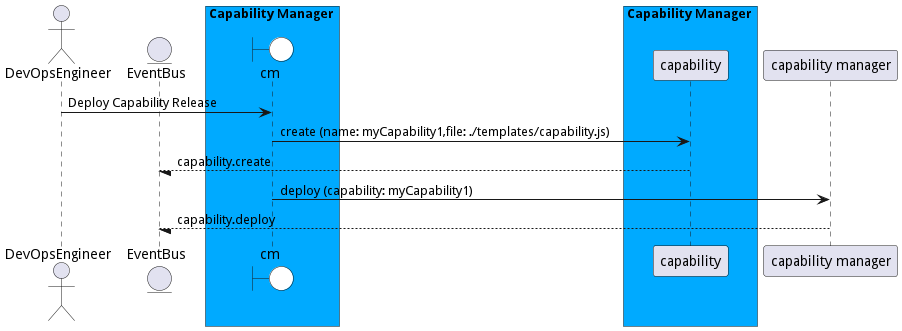 Capability Manager
Capability Manager
DevOpsEngineer
EventBus
cm
capability
capability manager
Deploy Capability Release
create (name: myCapability1,file: ./templates/capability.js)
capability.create
deploy (capability: myCapability1)
capability.deploy
DevOpsEngineer
EventBus
cm
capability
capability manager